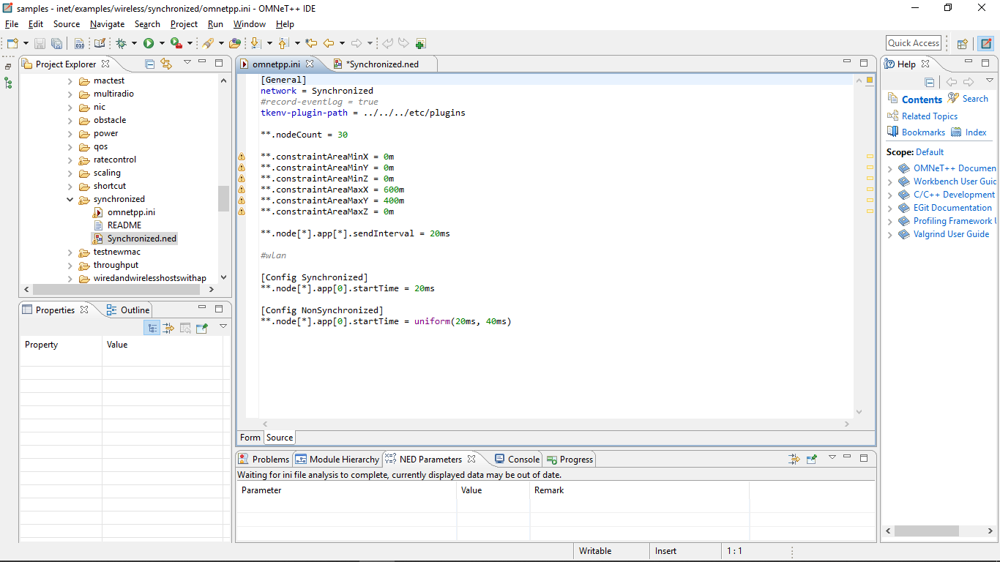 samples - inet/examples/wireless/synchronized/omnetpp.ini - OMNeT++ IDE
File Edit Source Navigate Search Project Run Window Help
Quick Access
Project Explorer
mactest
multiradio
nic
obstacle
power
qos
ratecontrol
scaling
shortcut
synchronized
omnetpp.ini
README
Synchronized.ned
testnewmac
throughput
wiredandwirelesshostswithap
Properties Outline
Property Value
omnetpp.ini *Synchronized.ned
[General]
network = Synchronized
#record-eventlog = true
tkenv-plugin-path = ../../../etc/plugins
**.nodeCount = 30
**.constraintAreaMinX = 0m
**.constraintAreaMinY = 0m
**.constraintAreaMinZ = 0m
**.constraintAreaMaxX = 600m
**.constraintAreaMaxY = 400m
**.constraintAreaMaxZ = 0m
**.node[*].app[*].sendInterval = 20ms
#wlan
[Config Synchronized]
**.node[*].app[0].startTime = 20ms
[Config NonSynchronized]
**.node[*].app[0].startTime = uniform(20ms, 40ms)
Form Source
Problems Module Hierarchy NED Parameters Console Progress
Waiting for ini file analysis to complete, currently displayed data may be out of date.
Parameter Value Remark
Help
Contents Search
Related Topics
Bookmarks Index
Scope: Default
OMNeT++ Documen
Workbench User Guid
C/C++ Development
EGit Documentation
Profiling Framework U
Valgrind User Guide
Writable Insert 1 : 1